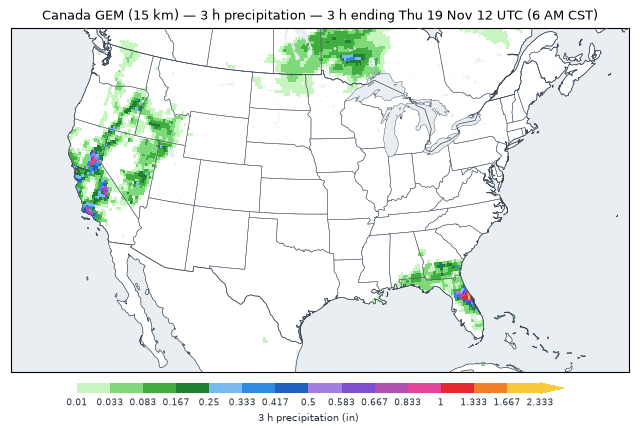 Canada GEM (15 km) — 3 h precipitation — 3 h ending Thu 19 Nov 12 UTC (6 AM CST)
0.01 0.033 0.083 0.167 0.25 0.333 0.417 0.5 0.583 0.667 0.833 1 1.333 1.667 2.333
3 h precipitation (in)